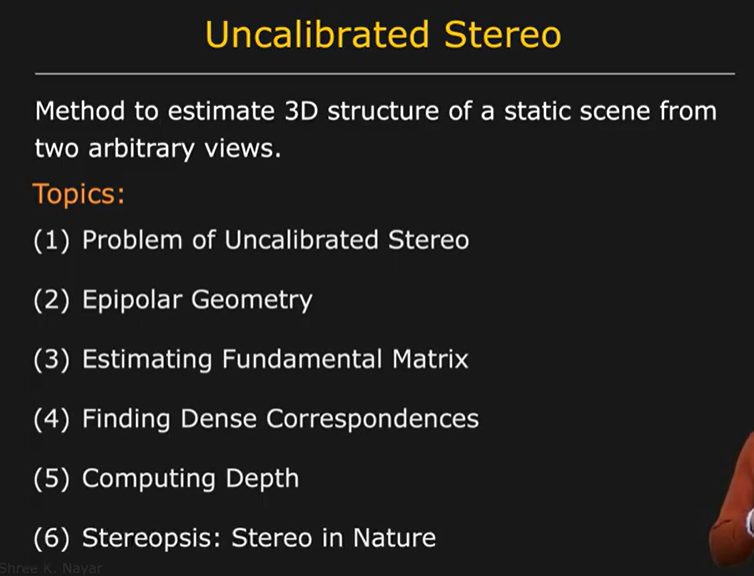 Uncalibrated Stereo
Method to estimate 3D structure of a static scene from
two arbitrary views.
Topics:
(1) Problem of Uncalibrated Stereo
(2) Epipolar Geometry
(3) Estimating Fundamental Matrix
(4) Finding Dense Correspondences
(5) Computing Depth
(6) Stereopsis: Stereo in Nature
Shree K. Nayar